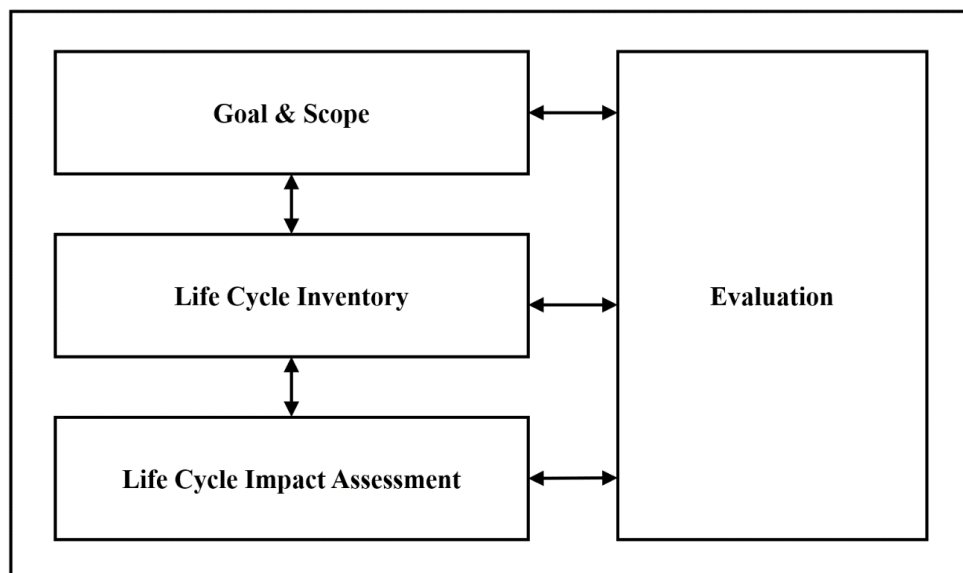 Goal & Scope
Life Cycle Inventory
Evaluation
Life Cycle Impact Assessment